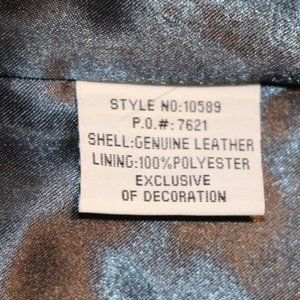 STYLE NO:10589
P.O.#:7621
SHELL:GENUINE LEATHER
LINING:100%POLYESTER
EXCLUSIVE
OF DECORATION